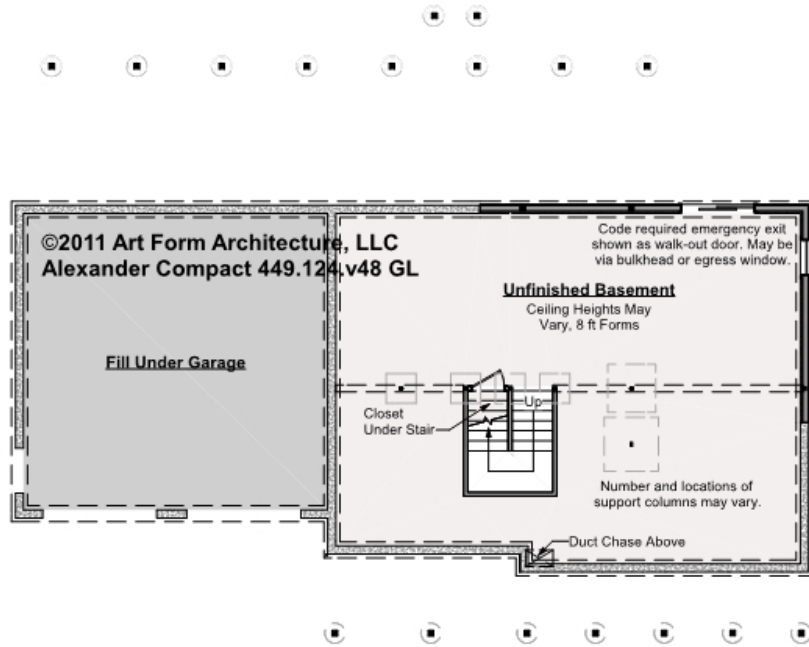 ©2011 Art Form Architecture, LLC
Alexander Compact 449.124.v48 GL
Code required emergency exit
shown as walk-out door. May be
via bulkhead or egress window.
Unfinished Basement
Ceiling Heights May
Vary, 8 ft Forms
Fill Under Garage
Up
Closet
Under Stair
Number and locations of
support columns may vary.
Duct Chase Above